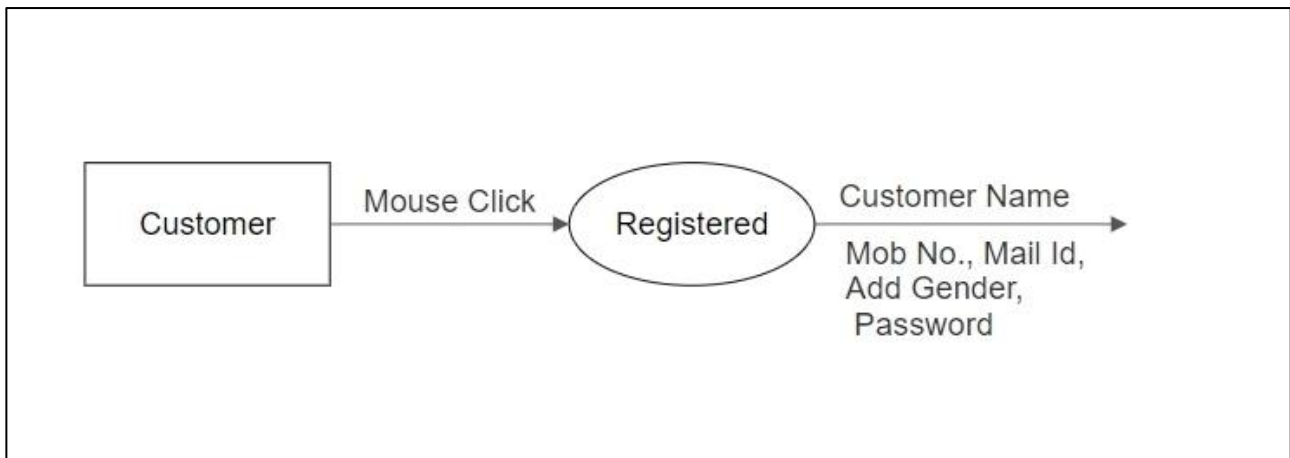 Customer
Mouse Click
Registered
Customer Name
Mob No., Mail Id,
Add Gender,
Password